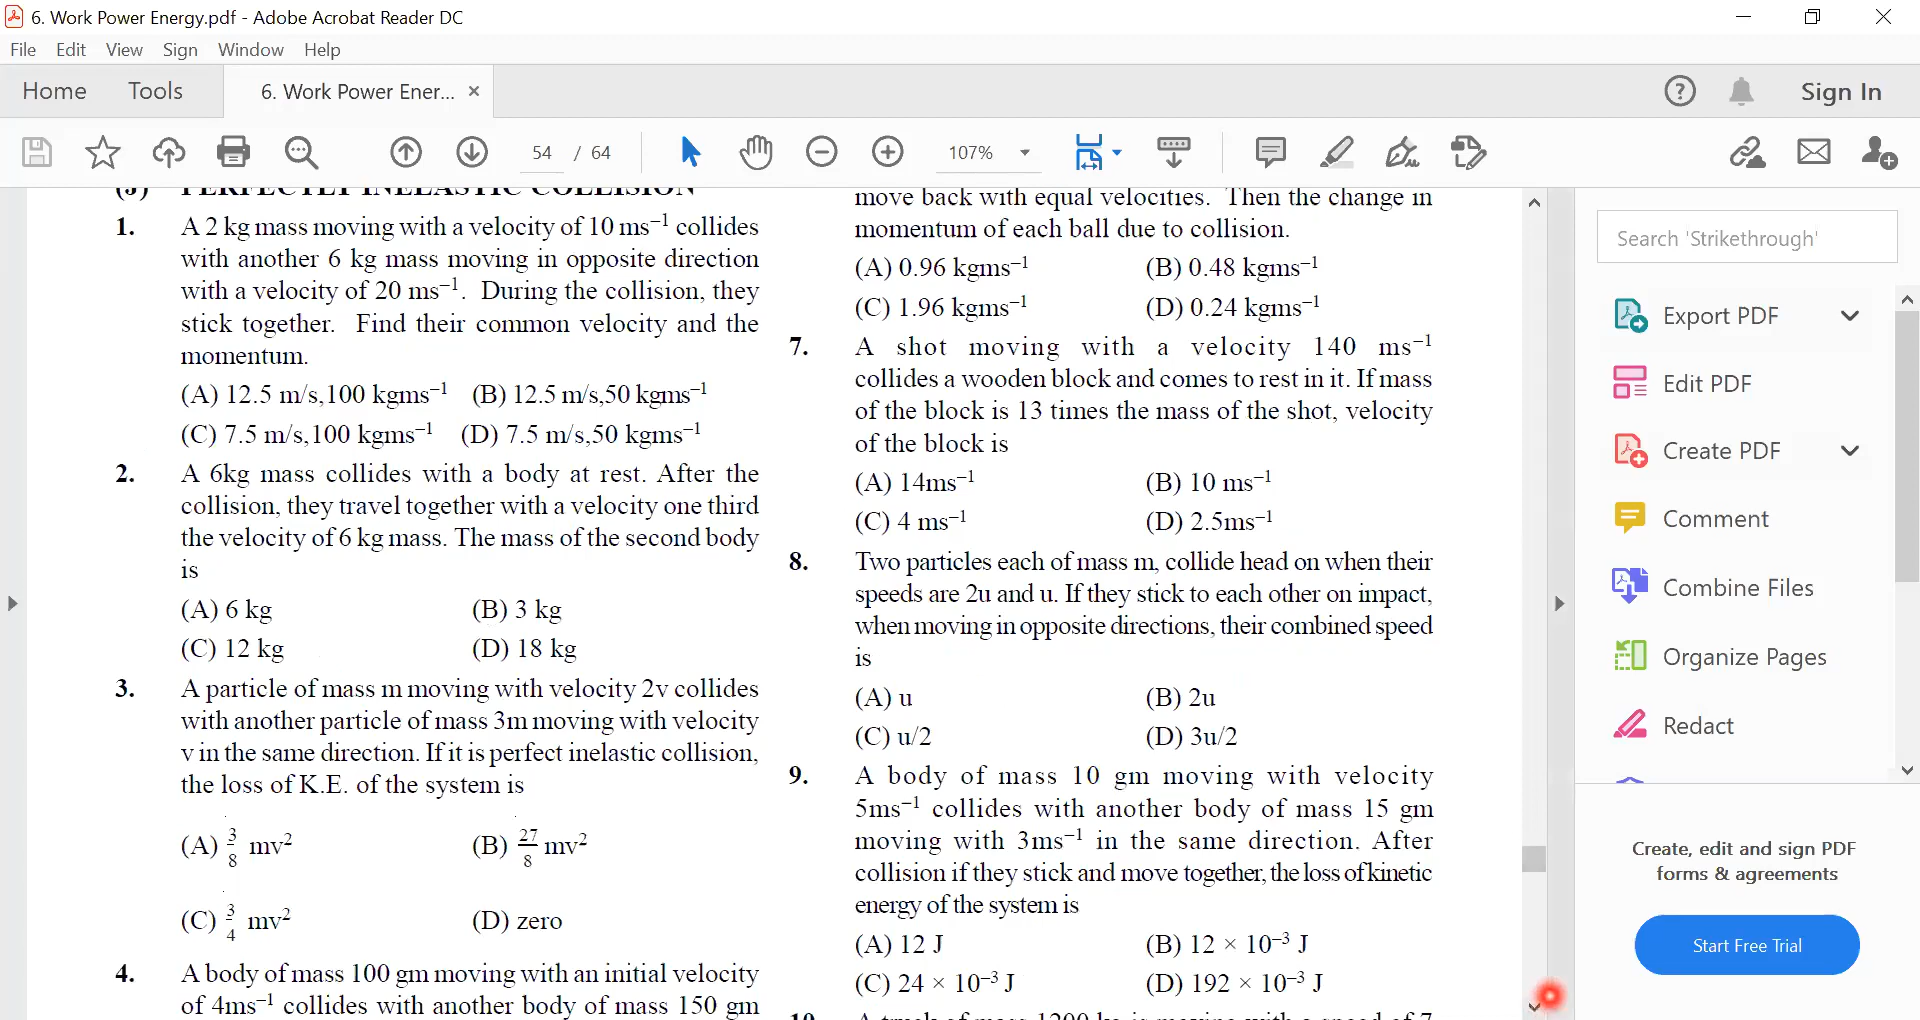 6. Work Power Energy.pdf - Adobe Acrobat Reader DC
File Edit View Sign Window Help
Home Tools 6. Work Power Ener... × Sign In
54 / 64 107%
(J) PERFECTLY INELASTIC COLLISION
1. A 2 kg mass moving with a velocity of 10 ms⁻¹ collides
with another 6 kg mass moving in opposite direction
with a velocity of 20 ms⁻¹. During the collision, they
stick together. Find their common velocity and the
momentum.
(A) 12.5 m/s,100 kgms⁻¹ (B) 12.5 m/s,50 kgms⁻¹
(C) 7.5 m/s,100 kgms⁻¹ (D) 7.5 m/s,50 kgms⁻¹
2. A 6kg mass collides with a body at rest. After the
collision, they travel together with a velocity one third
the velocity of 6 kg mass. The mass of the second body
is
(A) 6 kg (B) 3 kg
(C) 12 kg (D) 18 kg
3. A particle of mass m moving with velocity 2v collides
with another particle of mass 3m moving with velocity
v in the same direction. If it is perfect inelastic collision,
the loss of K.E. of the system is
(A) 3/8 mv² (B) 27/8 mv²
(C) 3/4 mv² (D) zero
4. A body of mass 100 gm moving with an initial velocity
of 4ms⁻¹ collides with another body of mass 150 gm
move back with equal velocities. Then the change in
momentum of each ball due to collision.
(A) 0.96 kgms⁻¹ (B) 0.48 kgms⁻¹
(C) 1.96 kgms⁻¹ (D) 0.24 kgms⁻¹
7. A shot moving with a velocity 140 ms⁻¹
collides a wooden block and comes to rest in it. If mass
of the block is 13 times the mass of the shot, velocity
of the block is
(A) 14ms⁻¹ (B) 10 ms⁻¹
(C) 4 ms⁻¹ (D) 2.5ms⁻¹
8. Two particles each of mass m, collide head on when their
speeds are 2u and u. If they stick to each other on impact,
when moving in opposite directions, their combined speed
is
(A) u (B) 2u
(C) u/2 (D) 3u/2
9. A body of mass 10 gm moving with velocity
5ms⁻¹ collides with another body of mass 15 gm
moving with 3ms⁻¹ in the same direction. After
collision if they stick and move together, the loss of kinetic
energy of the system is
(A) 12 J (B) 12 × 10⁻³ J
(C) 24 × 10⁻³ J (D) 192 × 10⁻³ J
10. A truck of mass 1200 kg is moving with a speed of 7
Search 'Strikethrough'
Export PDF
Edit PDF
Create PDF
Comment
Combine Files
Organize Pages
Redact
Create, edit and sign PDF
forms & agreements
Start Free Trial